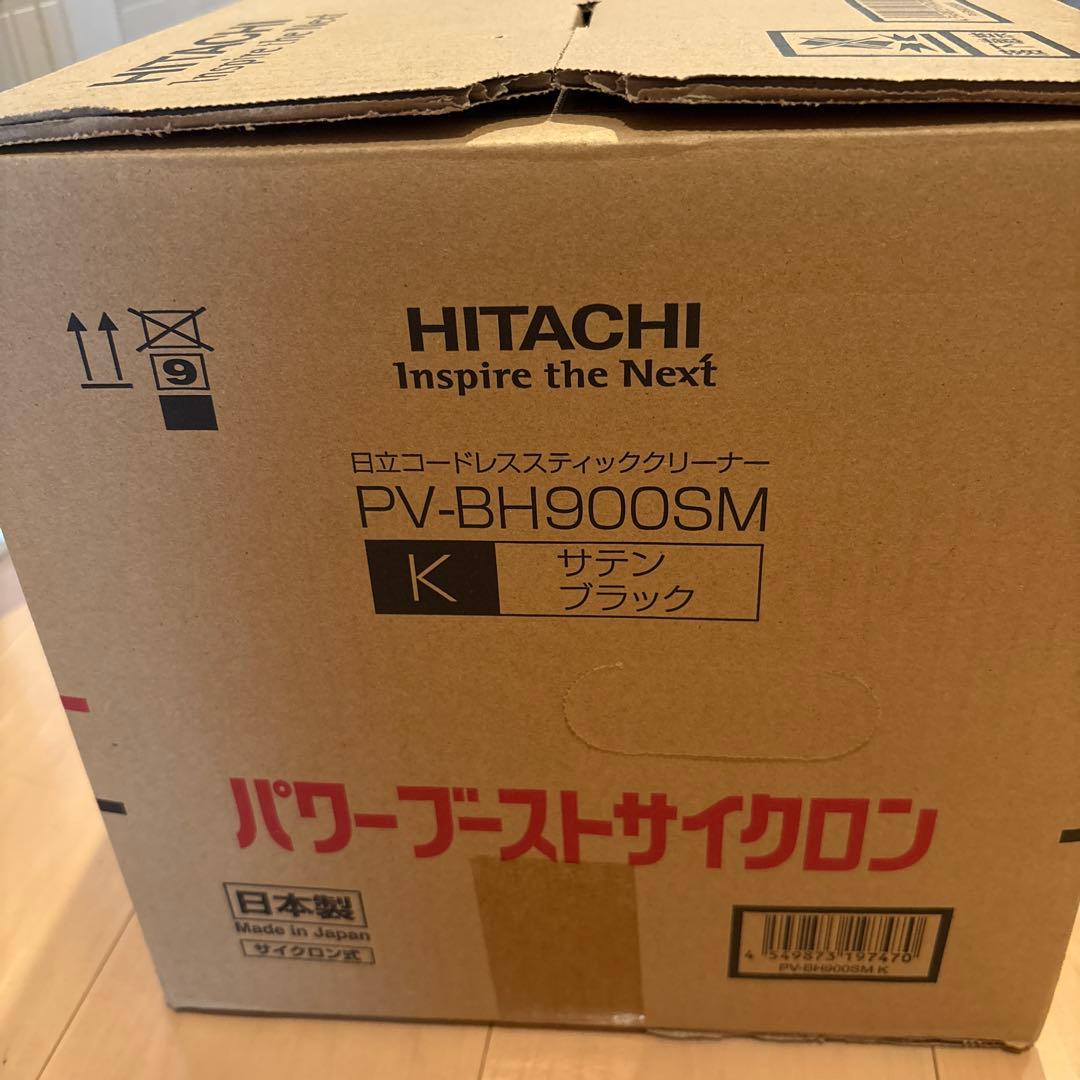 HITACHI
Inspire the Next
HITACHI
Inspire the Next
9
日立コードレススティッククリーナー
PV-BH900SM
K
サテン
ブラック
パワーブーストサイクロン
日本製
Made in Japan
サイクロン式
4 549873 197470
PV-BH900SM K